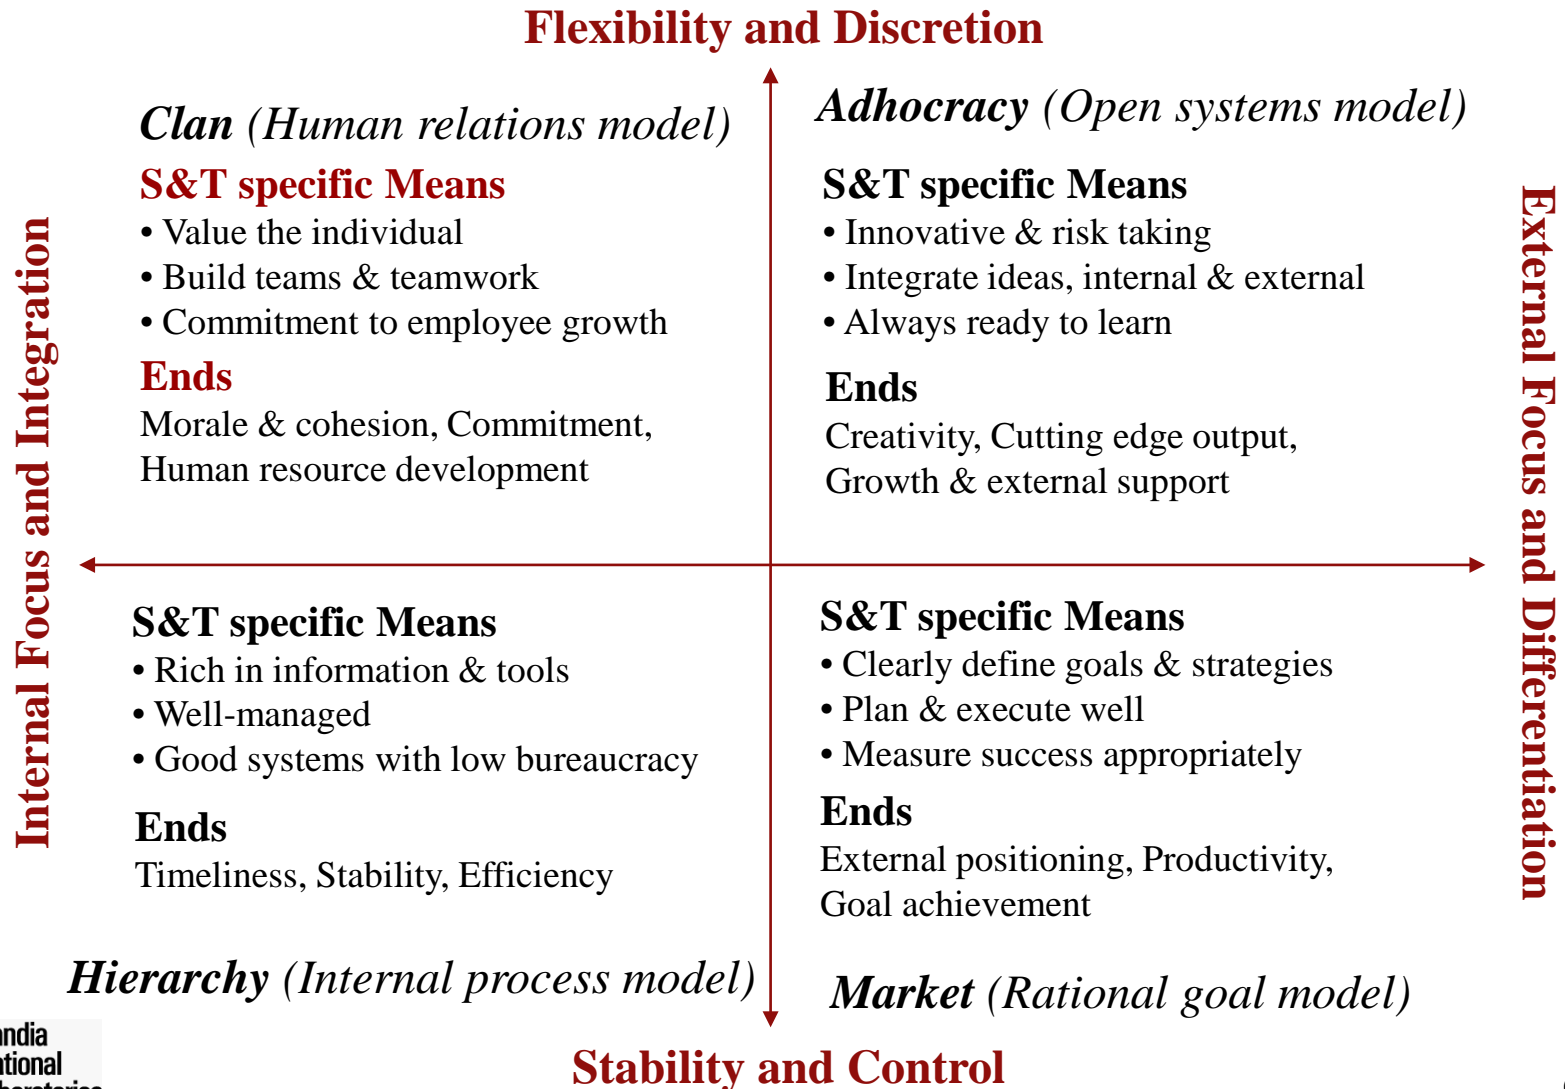 Flexibility and Discretion
Clan (Human relations model)
S&T specific Means
• Value the individual
• Build teams & teamwork
• Commitment to employee growth
Ends
Morale & cohesion, Commitment,
Human resource development
Adhocracy (Open systems model)
S&T specific Means
• Innovative & risk taking
• Integrate ideas, internal & external
• Always ready to learn
Ends
Creativity, Cutting edge output,
Growth & external support
Internal Focus and Integration
External Focus and Differentiation
S&T specific Means
• Rich in information & tools
• Well-managed
• Good systems with low bureaucracy
Ends
Timeliness, Stability, Efficiency
Hierarchy (Internal process model)
S&T specific Means
• Clearly define goals & strategies
• Plan & execute well
• Measure success appropriately
Ends
External positioning, Productivity,
Goal achievement
Market (Rational goal model)
Stability and Control